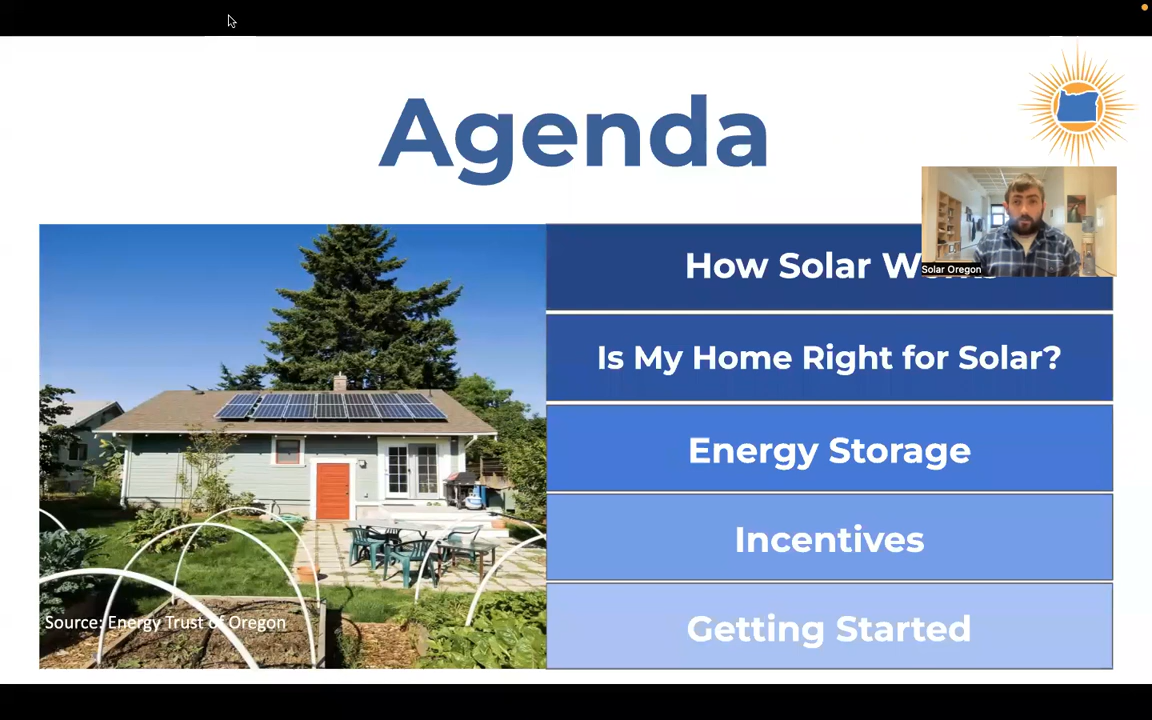 Agenda
How Solar Works
Solar Oregon
Is My Home Right for Solar?
Energy Storage
Incentives
Getting Started
Source: Energy Trust of Oregon